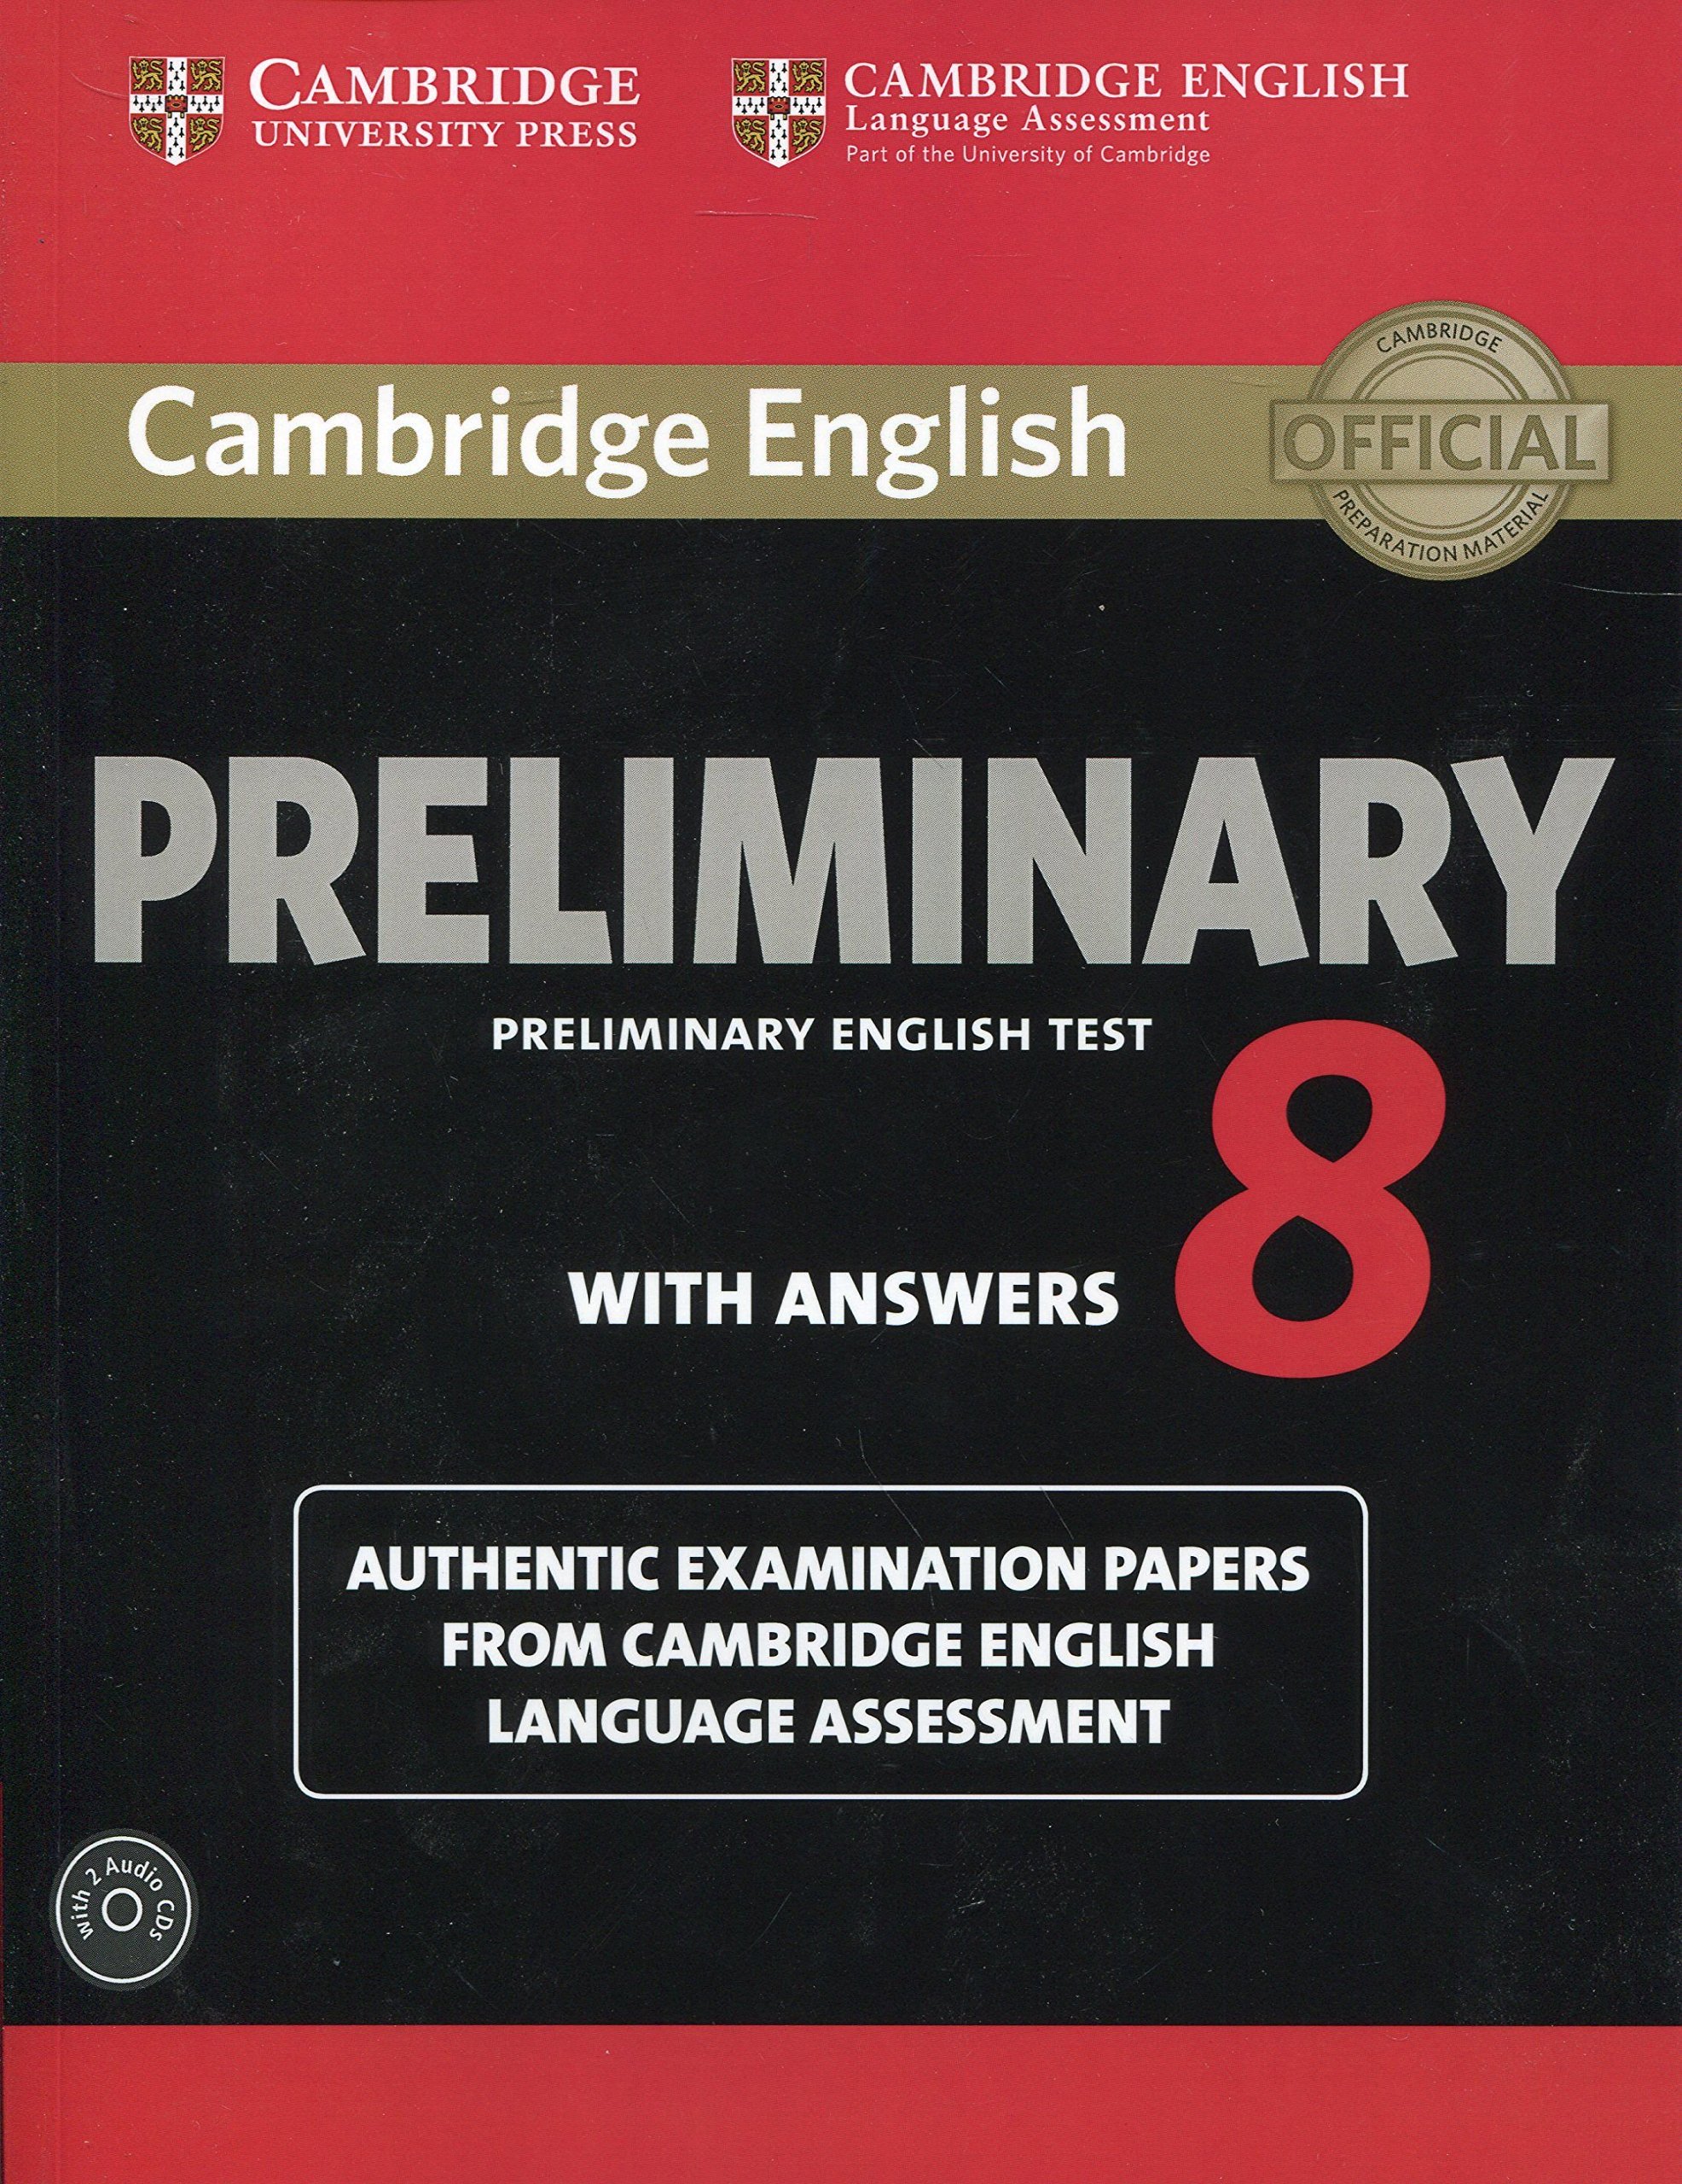 CAMBRIDGE
UNIVERSITY PRESS
CAMBRIDGE ENGLISH
Language Assessment
Part of the University of Cambridge
Cambridge English
CAMBRIDGE
OFFICIAL
PREPARATION MATERIAL
PRELIMINARY
PRELIMINARY ENGLISH TEST
8
WITH ANSWERS
AUTHENTIC EXAMINATION PAPERS
FROM CAMBRIDGE ENGLISH
LANGUAGE ASSESSMENT
with 2 Audio CDs